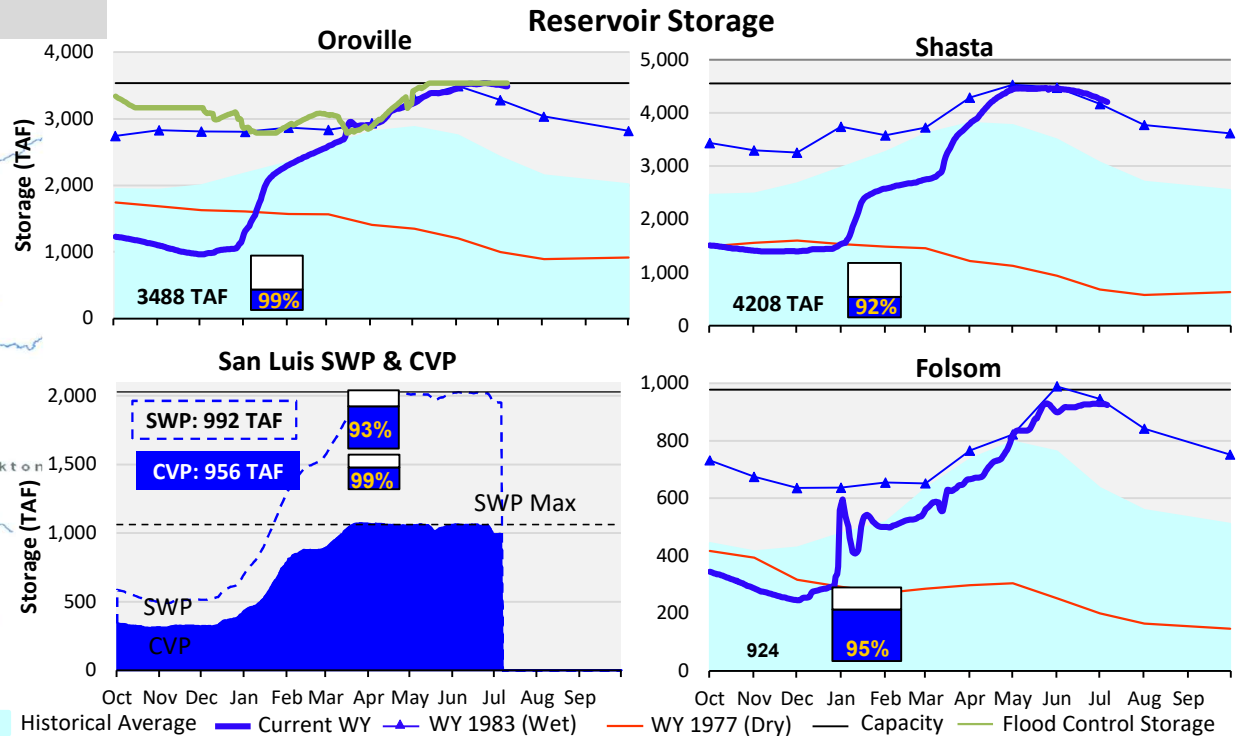 Reservoir Storage
Oroville
4,000
3,000
2,000
1,000
0
Storage (TAF)
3488 TAF
99%
Shasta
5,000
4,000
3,000
2,000
1,000
0
4208 TAF
92%
San Luis SWP & CVP
2,000
1,500
1,000
500
0
Storage (TAF)
SWP: 992 TAF
93%
CVP: 956 TAF
99%
SWP Max
SWP
CVP
Oct Nov Dec Jan Feb Mar Apr May Jun Jul Aug Sep
Folsom
1,000
800
600
400
200
0
924
95%
Oct Nov Dec Jan Feb Mar Apr May Jun Jul Aug Sep
kton
Historical Average Current WY WY 1983 (Wet) WY 1977 (Dry) Capacity Flood Control Storage